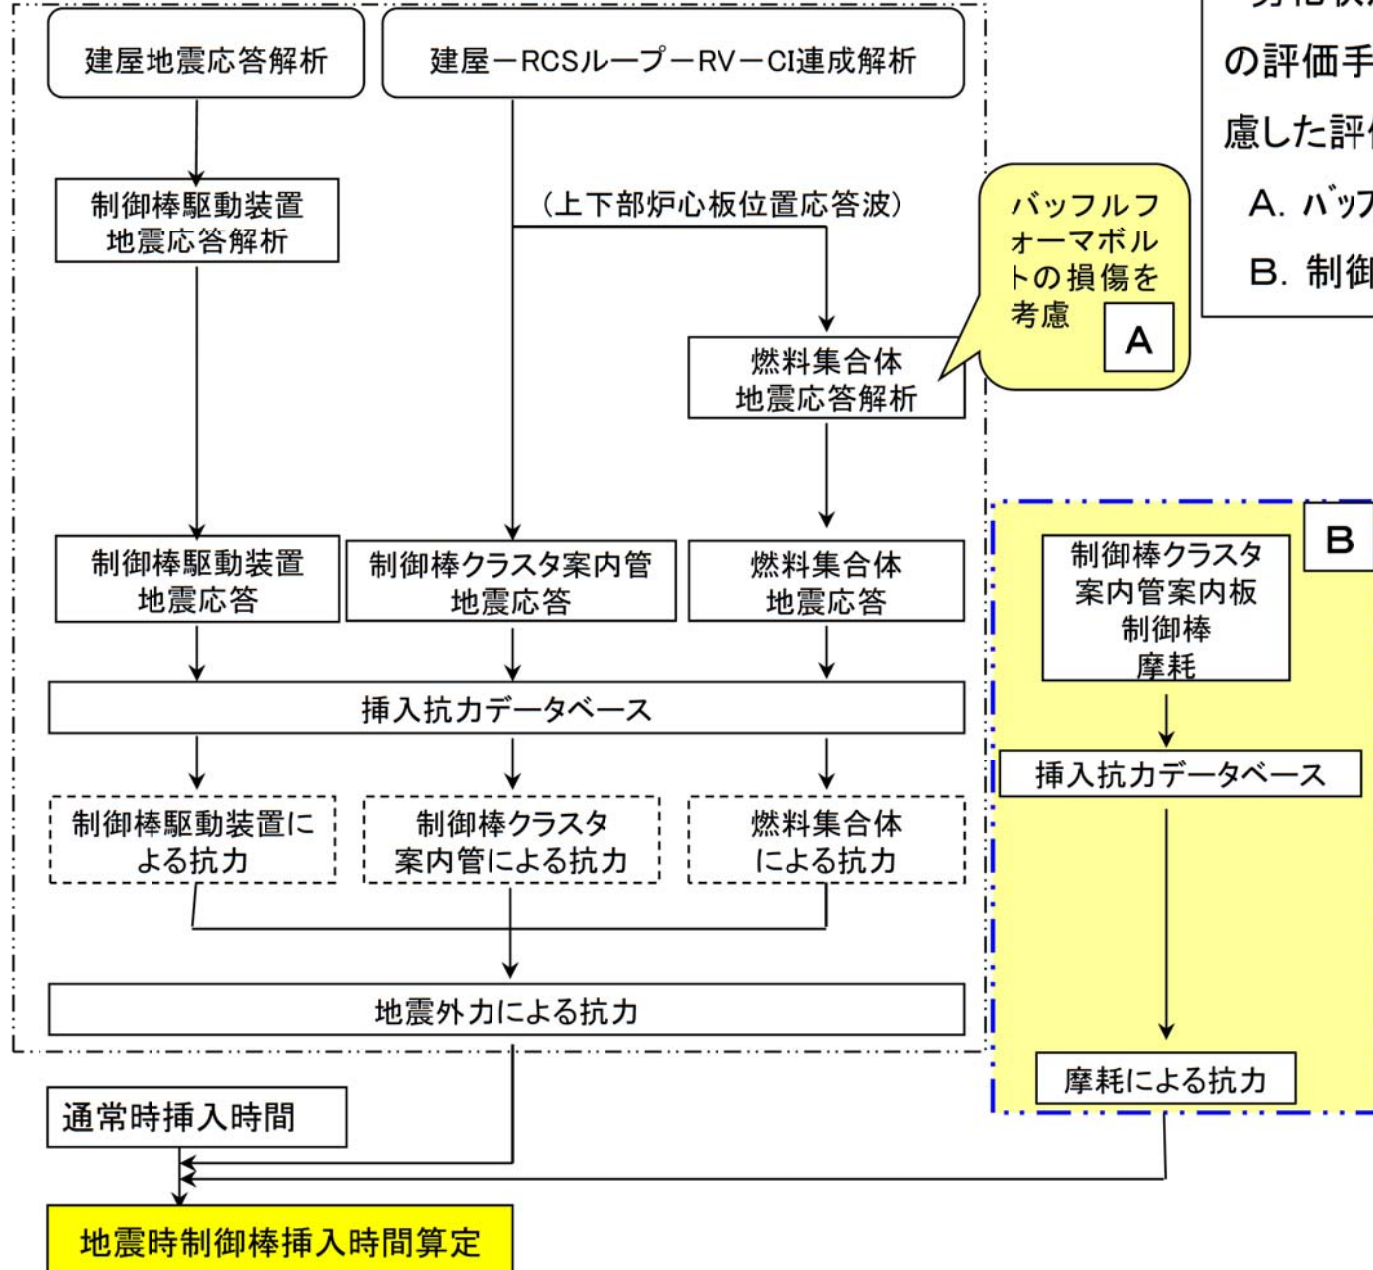 建屋地震応答解析
建屋－RCSループ－RV－CI連成解析
の評価手
慮した評価
A. バッフ
B. 制御
制御棒駆動装置
地震応答解析
（上下部炉心板位置応答波）
バッフルフ
ォーマボル
トの損傷を
考慮
A
燃料集合体
地震応答解析
制御棒駆動装置
地震応答
制御棒クラスタ案内管
地震応答
燃料集合体
地震応答
B
制御棒クラスタ
案内管案内板
制御棒
摩耗
挿入抗力データベース
挿入抗力データベース
制御棒駆動装置に
よる抗力
制御棒クラスタ
案内管による抗力
燃料集合体
による抗力
地震外力による抗力
摩耗による抗力
通常時挿入時間
地震時制御棒挿入時間算定